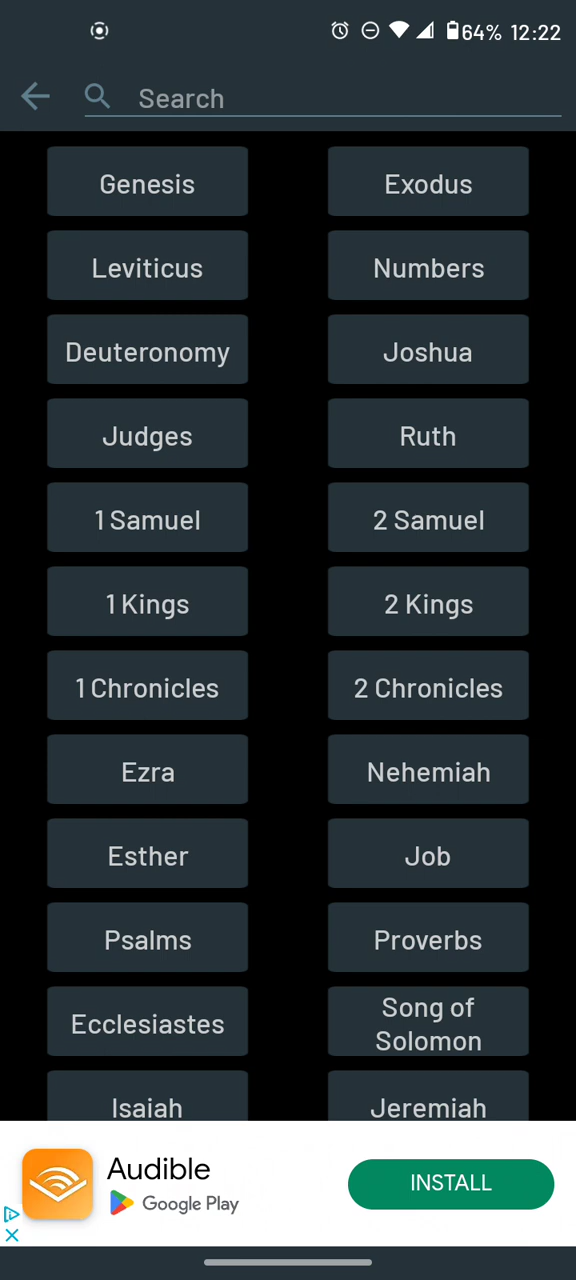 64% 12:22
Search
Genesis
Exodus
Leviticus
Numbers
Deuteronomy
Joshua
Judges
Ruth
1 Samuel
2 Samuel
1 Kings
2 Kings
1 Chronicles
2 Chronicles
Ezra
Nehemiah
Esther
Job
Psalms
Proverbs
Ecclesiastes
Song of
Solomon
Isaiah
Jeremiah
Audible
Google Play
INSTALL